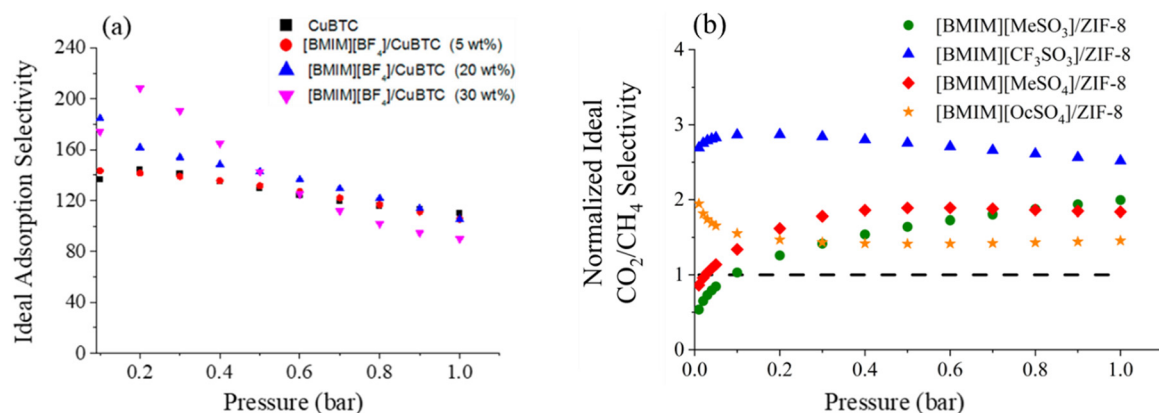 (a)
CuBTC
[BMIM][BF₄]/CuBTC (5 wt%)
[BMIM][BF₄]/CuBTC (20 wt%)
[BMIM][BF₄]/CuBTC (30 wt%)
240
200
160
120
80
40
0
0.2 0.4 0.6 0.8 1.0
Ideal Adsorption Selectivity
Pressure (bar)
(b)
[BMIM][MeSO₃]/ZIF-8
[BMIM][CF₃SO₃]/ZIF-8
[BMIM][MeSO₄]/ZIF-8
[BMIM][OcSO₄]/ZIF-8
4
3
2
1
0
0.0 0.2 0.4 0.6 0.8 1.0
Normalized Ideal
CO₂/CH₄ Selectivity
Pressure (bar)